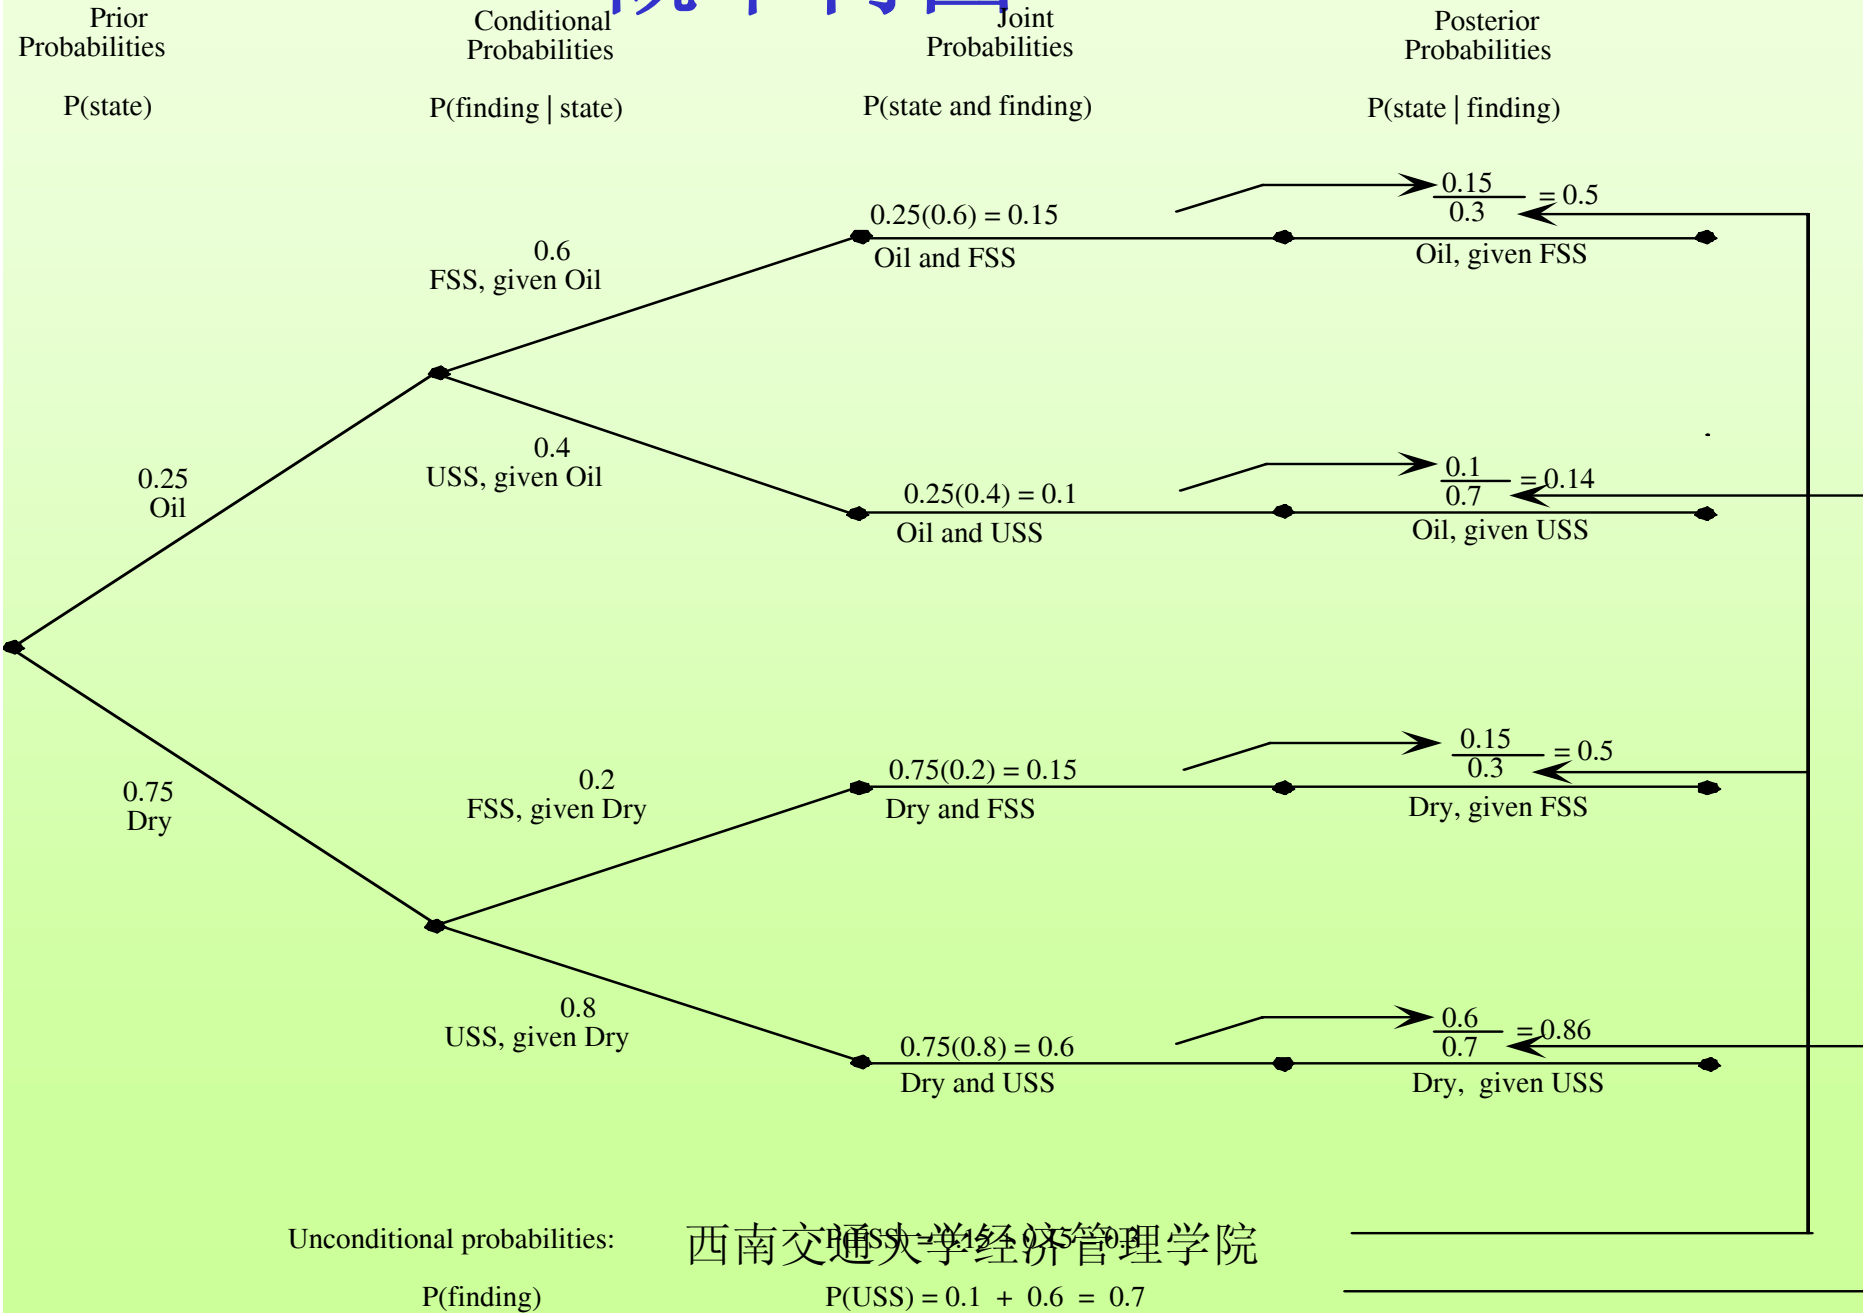 Prior
Probabilities
P(state)
Conditional
Probabilities
P(finding | state)
Joint
Probabilities
P(state and finding)
Posterior
Probabilities
P(state | finding)
0.25
Oil
0.75
Dry
0.6
FSS, given Oil
0.4
USS, given Oil
0.2
FSS, given Dry
0.8
USS, given Dry
0.25(0.6) = 0.15
Oil and FSS
0.15
0.3
= 0.5
Oil, given FSS
0.25(0.4) = 0.1
Oil and USS
0.1
0.7
= 0.14
Oil, given USS
0.75(0.2) = 0.15
Dry and FSS
0.15
0.3
= 0.5
Dry, given FSS
0.75(0.8) = 0.6
Dry and USS
0.6
0.7
= 0.86
Dry, given USS
Unconditional probabilities:
西南交通大学经济管理学院
P(finding)
P(USS) = 0.1 + 0.6 = 0.7